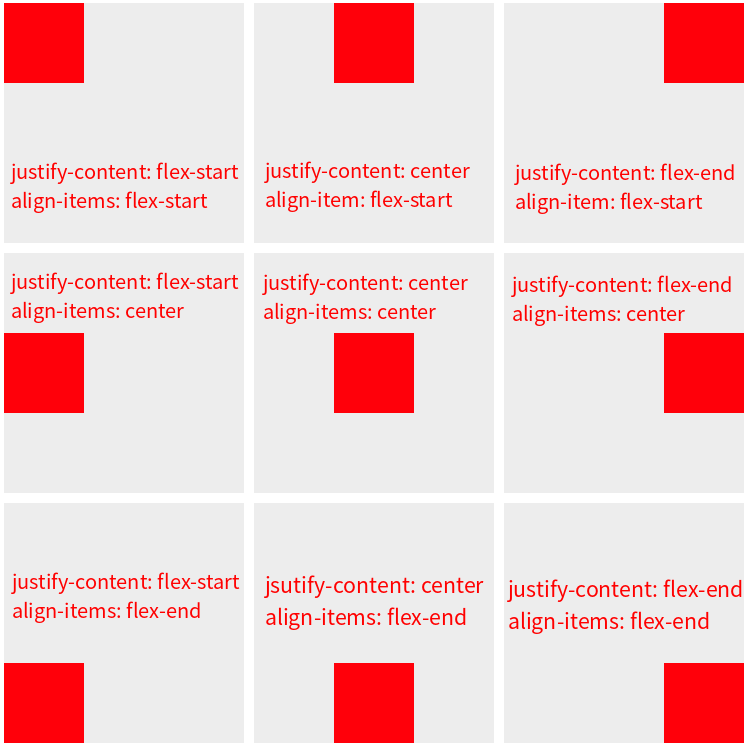 justify-content: flex-start
align-items: flex-start
justify-content: center
align-item: flex-start
justify-content: flex-end
align-item: flex-start
justify-content: flex-start
align-items: center
justify-content: center
align-items: center
justify-content: flex-end
align-items: center
justify-content: flex-start
align-items: flex-end
jsutify-content: center
align-items: flex-end
justify-content: flex-end
align-items: flex-end